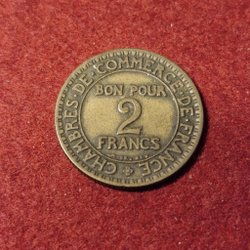 CHAMBRES·DE·COMMERCE·DE·FRANCE
BON POUR
2
FRANCS